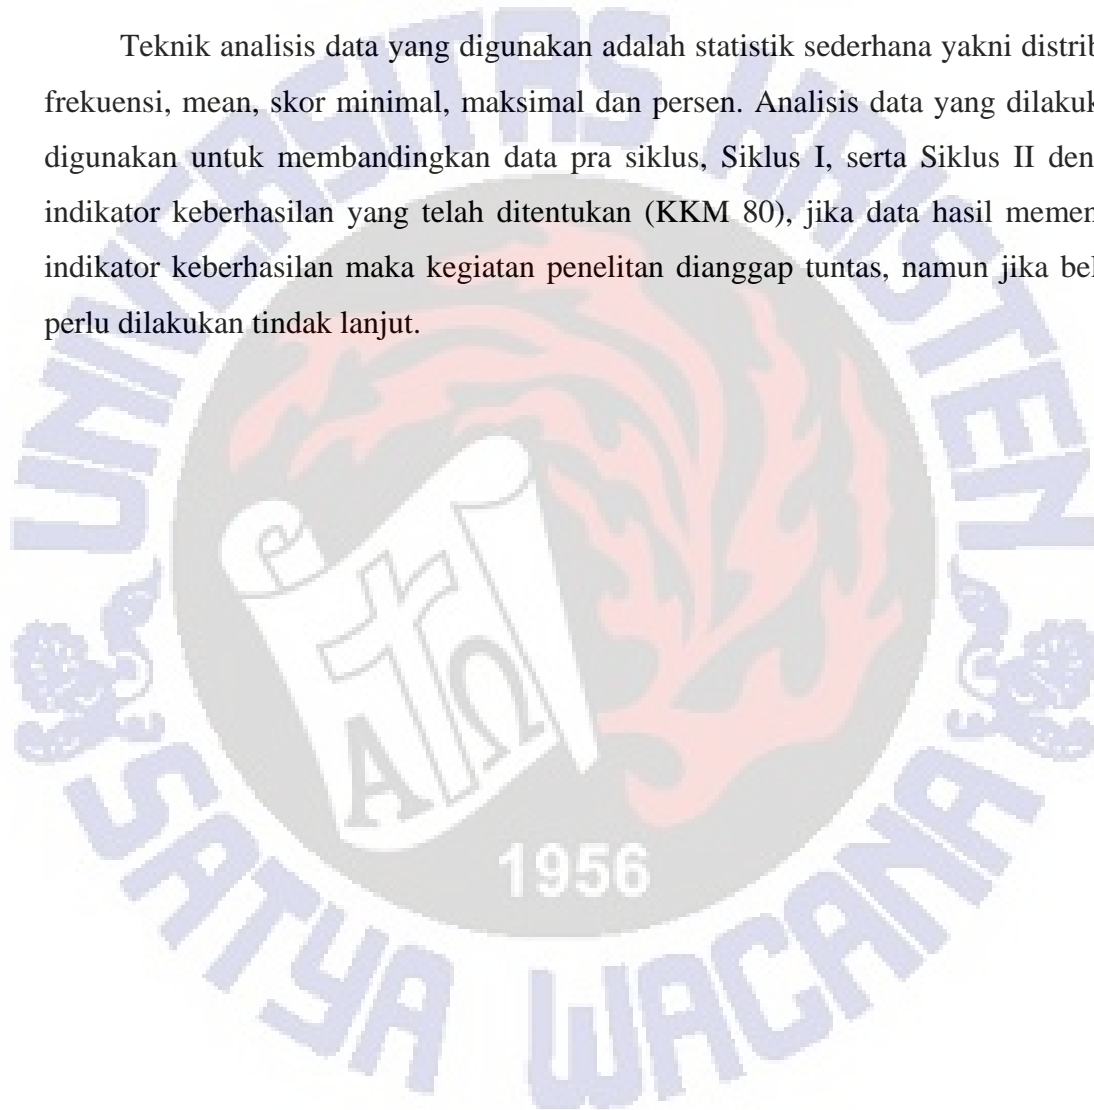 Teknik analisis data yang digunakan adalah statistik sederhana yakni distrib
frekuensi, mean, skor minimal, maksimal dan persen. Analisis data yang dilakuk
digunakan untuk membandingkan data pra siklus, Siklus I, serta Siklus II den
indikator keberhasilan yang telah ditentukan (KKM 80), jika data hasil memen
indikator keberhasilan maka kegiatan penelitan dianggap tuntas, namun jika bel
perlu dilakukan tindak lanjut.
UNIVERSITAS KRISTEN
Α Ω
1956
SATYA WACANA